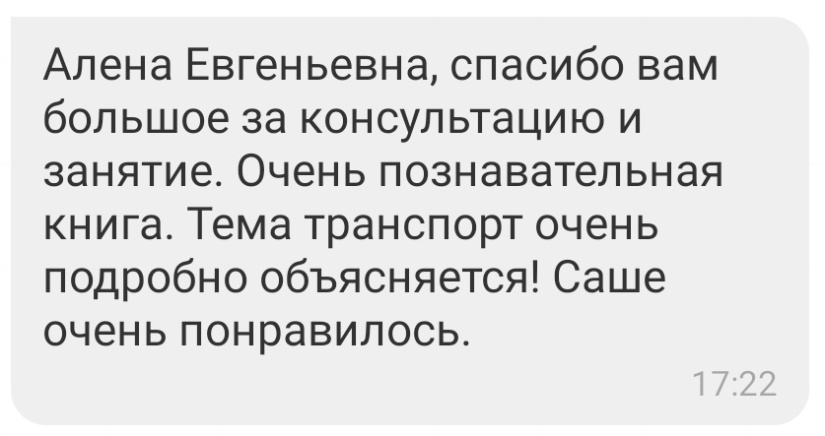 Алена Евгеньевна, спасибо вам
большое за консультацию и
занятие. Очень познавательная
книга. Тема транспорт очень
подробно объясняется! Саше
очень понравилось.
17:22